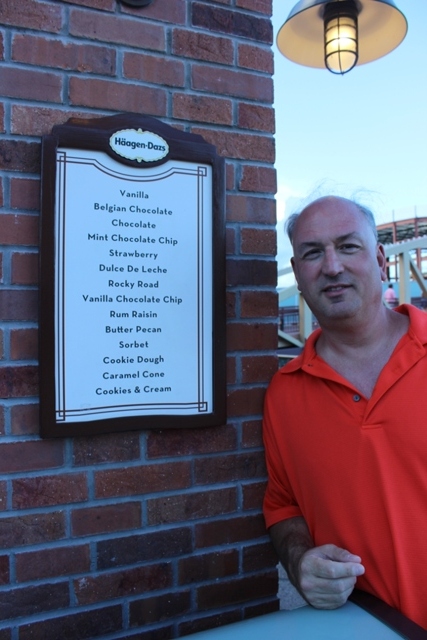 Häagen-Dazs
Vanilla
Belgian Chocolate
Chocolate
Mint Chocolate Chip
Strawberry
Dulce De Leche
Rocky Road
Vanilla Chocolate Chip
Rum Raisin
Butter Pecan
Sorbet
Cookie Dough
Caramel Cone
Cookies & Cream